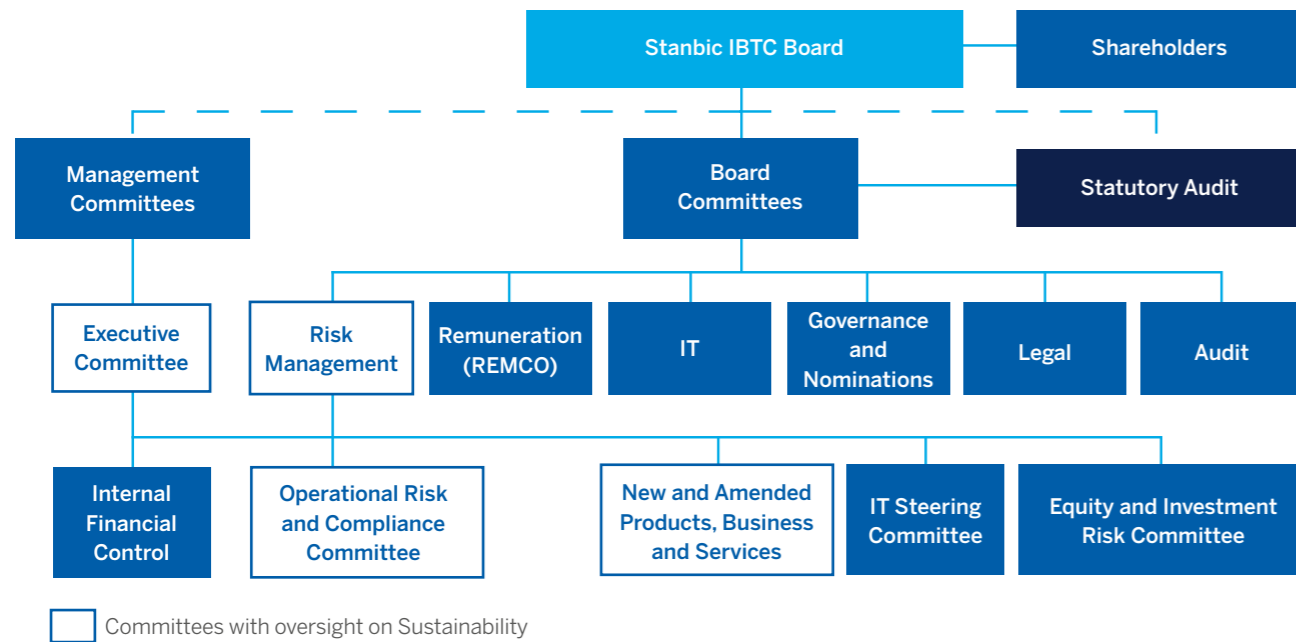 Stanbic IBTC Board
Shareholders
Management
Committees
Board
Committees
Statutory Audit
Executive
Committee
Risk
Management
Remuneration
(REMCO)
IT
Governance
and
Nominations
Legal
Audit
Internal
Financial
Control
Operational Risk
and Compliance
Committee
New and Amended
Products, Business
and Services
IT Steering
Committee
Equity and Investment
Risk Committee
Committees with oversight on Sustainability